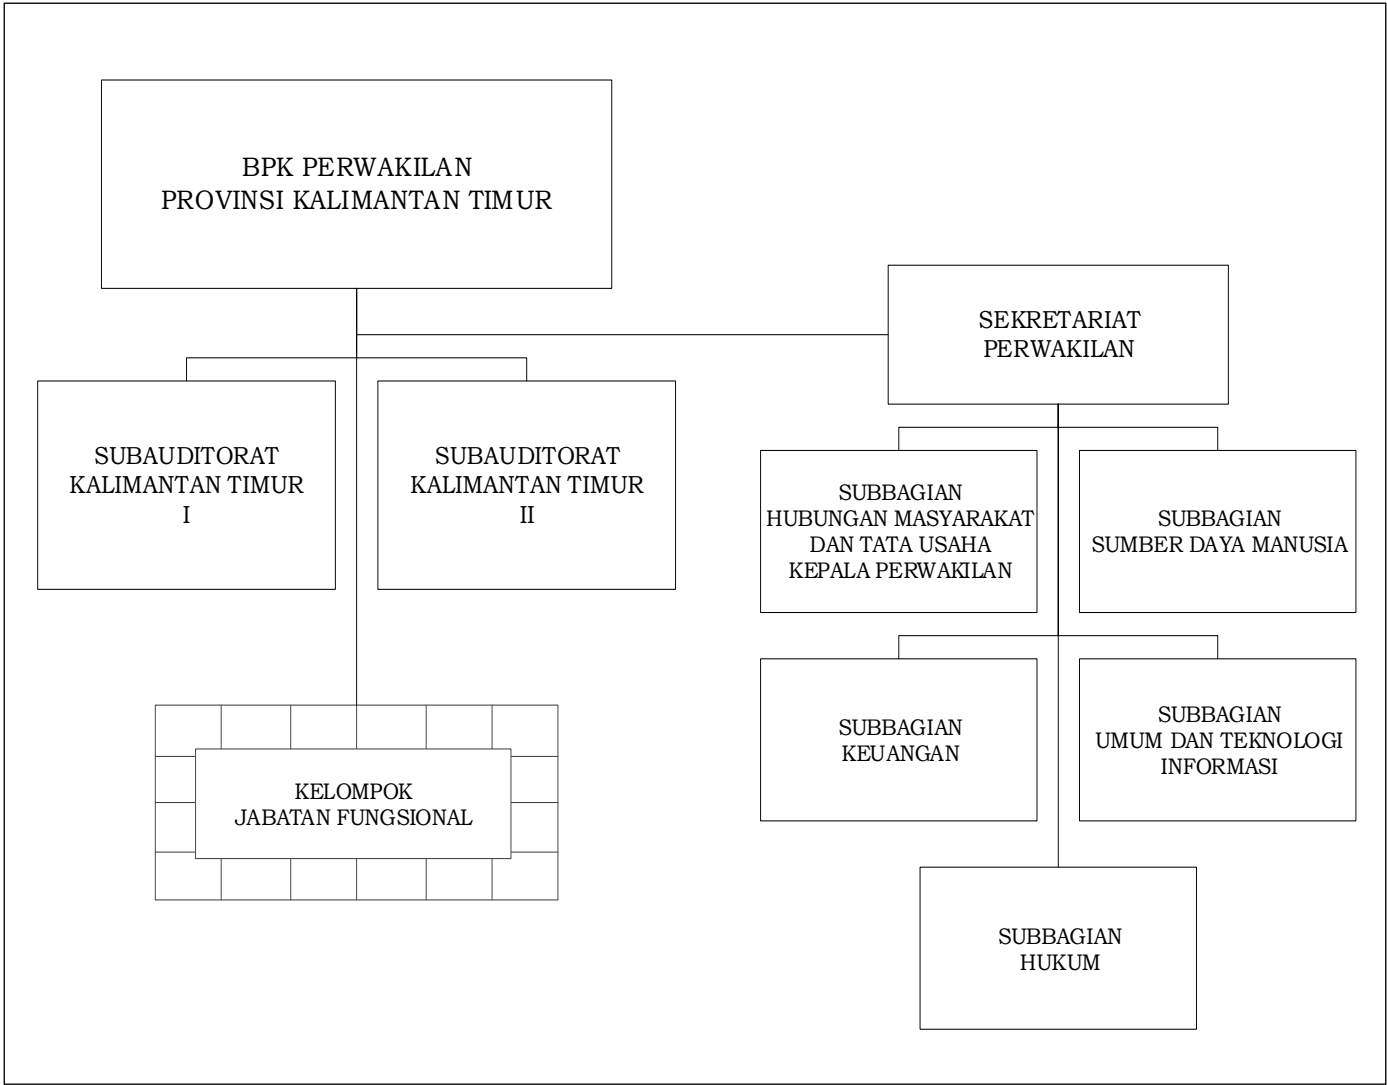 BPK PERWAKILAN
PROVINSI KALIMANTAN TIMUR
SEKRETARIAT
PERWAKILAN
SUBAUDITORAT
KALIMANTAN TIMUR
I
SUBAUDITORAT
KALIMANTAN TIMUR
II
SUBBAGIAN
HUBUNGAN MASYARAKAT
DAN TATA USAHA
KEPALA PERWAKILAN
SUBBAGIAN
SUMBER DAYA MANUSIA
SUBBAGIAN
KEUANGAN
SUBBAGIAN
UMUM DAN TEKNOLOGI
INFORMASI
KELOMPOK
JABATAN FUNGSIONAL
SUBBAGIAN
HUKUM